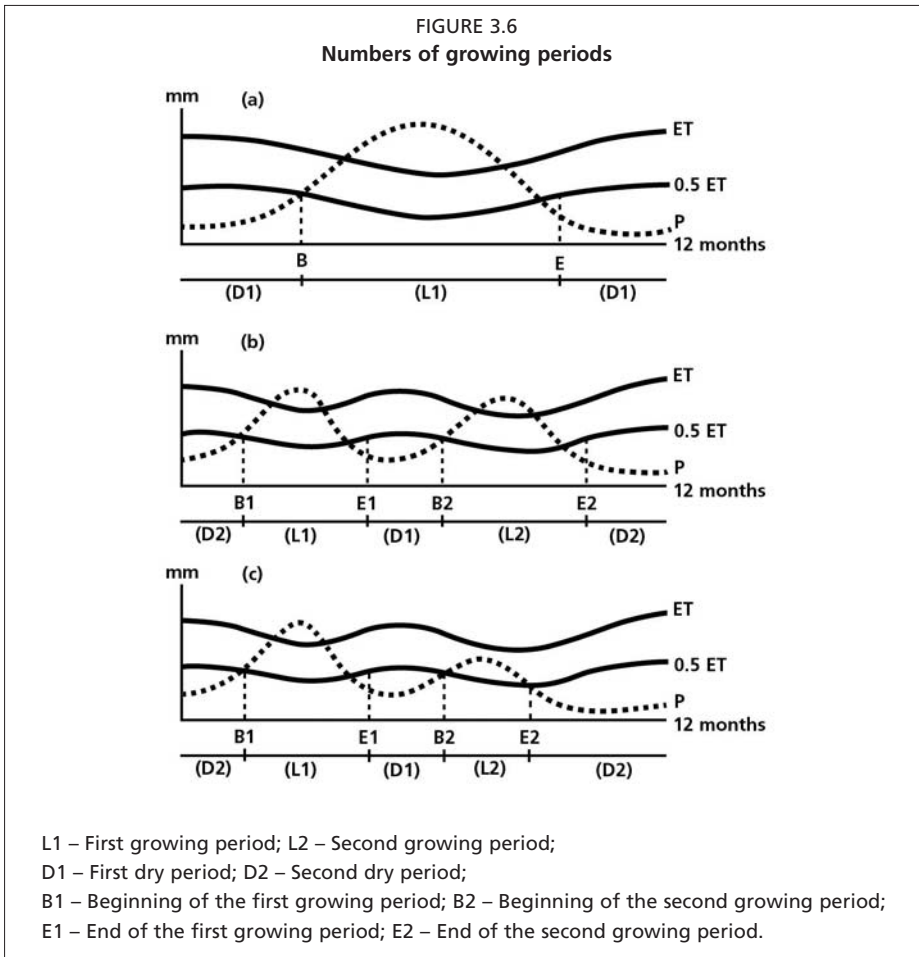 FIGURE 3.6
Numbers of growing periods
mm (a)
ET
0.5 ET
P
12 months
B E
(D1) (L1) (D1)
mm (b)
ET
0.5 ET
P
12 months
B1 E1 B2 E2
(D2) (L1) (D1) (L2) (D2)
mm (c)
ET
0.5 ET
P
12 months
B1 E1 B2 E2
(D2) (L1) (D1) (L2) (D2)
L1 – First growing period; L2 – Second growing period;
D1 – First dry period; D2 – Second dry period;
B1 – Beginning of the first growing period; B2 – Beginning of the second growing period;
E1 – End of the first growing period; E2 – End of the second growing period.